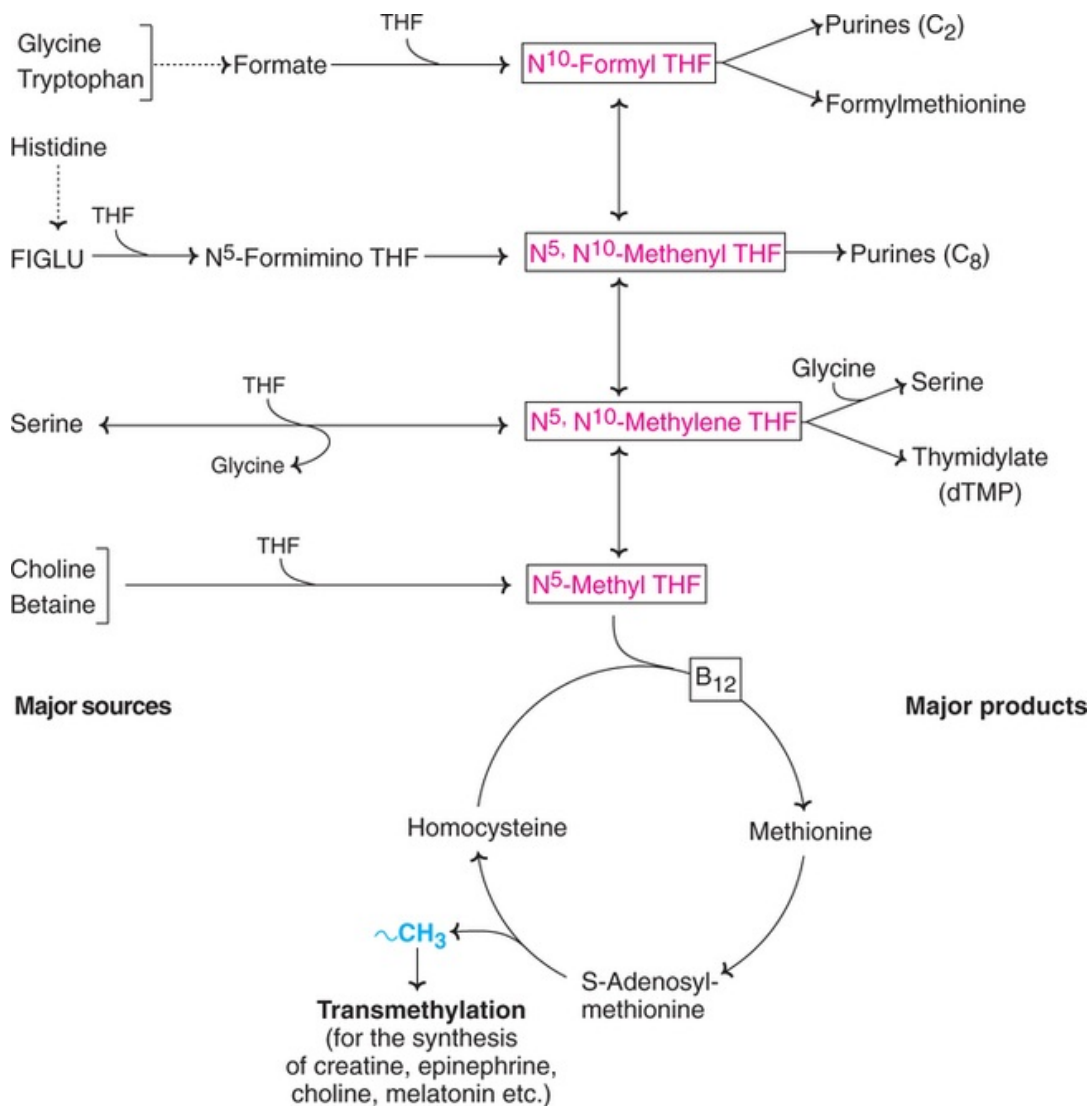 THF
Purines (C2)
Glycine
Tryptophan
Formate
N10-Formyl THF
Formylmethionine
Histidine
THF
FIGLU
N5-Formimino THF
N5, N10-Methenyl THF
Purines (C8)
THF
Glycine
Serine
Serine
N5, N10-Methylene THF
Glycine
Thymidylate
(dTMP)
THF
Choline
Betaine
N5-Methyl THF
B12
Major sources
Major products
Homocysteine
Methionine
~CH3
S-Adenosyl-
methionine
Transmethylation
(for the synthesis
of creatine, epinephrine,
choline, melatonin etc.)